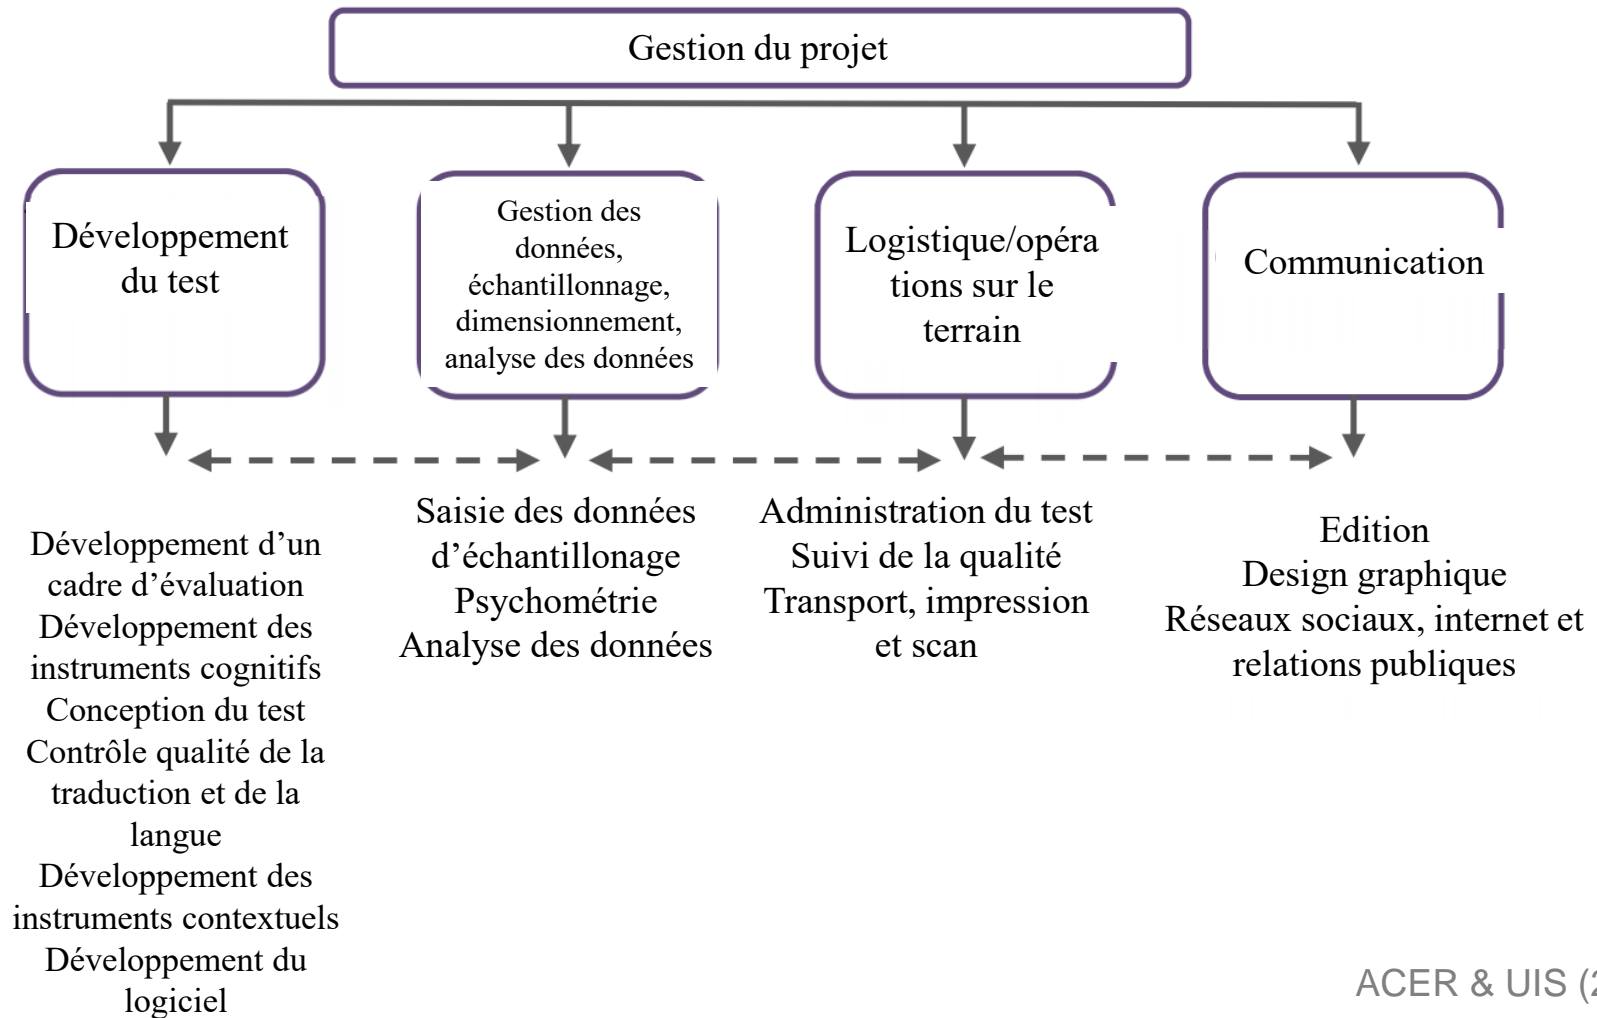 Gestion du projet
Développement
du test
Gestion des
données,
échantillonnage,
dimensionnement,
analyse des données
Logistique/opéra
tions sur le
terrain
Communication
Développement d’un
cadre d’évaluation
Développement des
instruments cognitifs
Conception du test
Contrôle qualité de la
traduction et de la
langue
Développement des
instruments contextuels
Développement du
logiciel
Saisie des données
d’échantillonage
Psychométrie
Analyse des données
Administration du test
Suivi de la qualité
Transport, impression
et scan
Edition
Design graphique
Réseaux sociaux, internet et
relations publiques
ACER & UIS (2